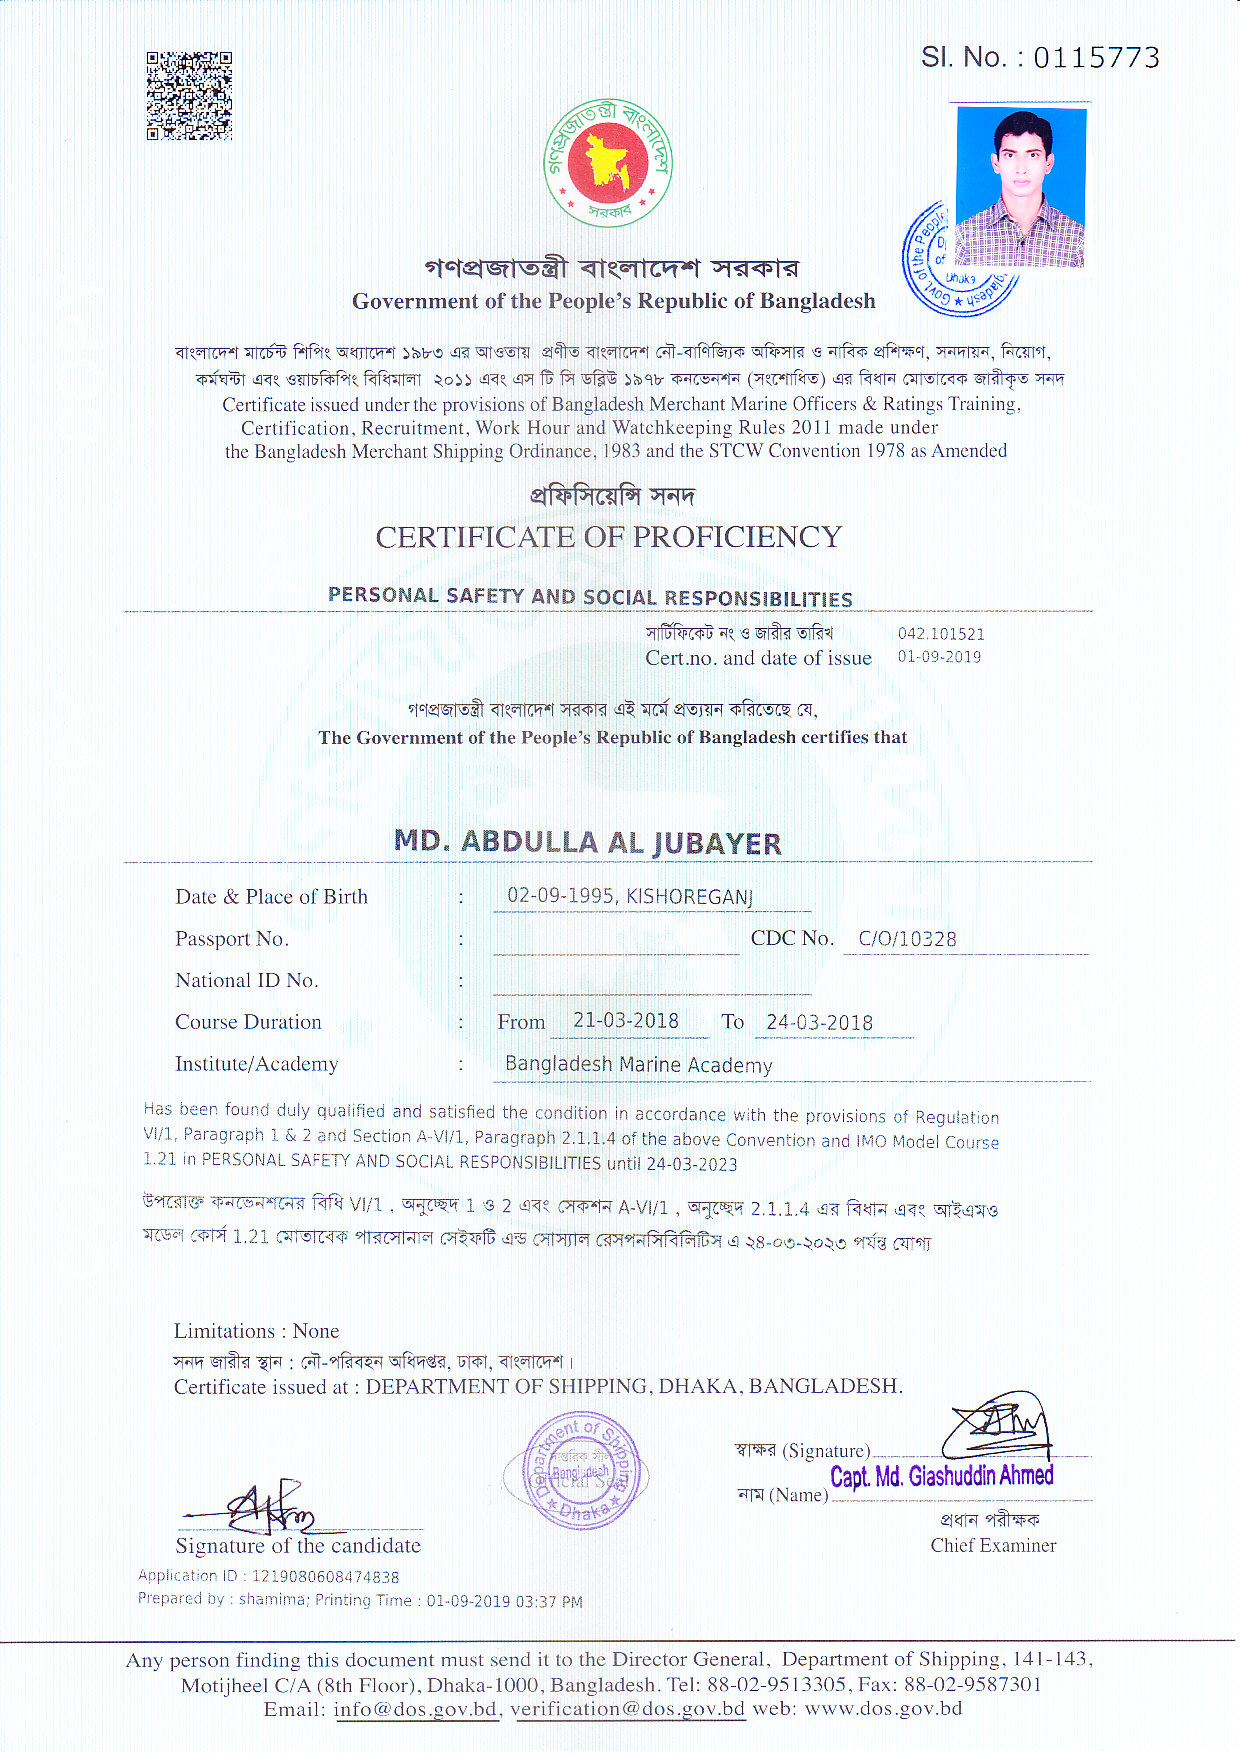 Sl. No. : 0115773
গণপ্রজাতন্ত্রী বাংলাদেশ
সরকার
Govt. of the People
Dhaka
গণপ্রজাতন্ত্রী বাংলাদেশ সরকার
Government of the People's Republic of Bangladesh
বাংলাদেশ মার্চেন্ট শিপিং অধ্যাদেশ ১৯৮৩ এর আওতায় প্রণীত বাংলাদেশ নৌ-বাণিজ্যিক অফিসার ও নাবিক প্রশিক্ষণ, সনদায়ন, নিয়োগ,
কর্মঘন্টা এবং ওয়াচকিপিং বিধিমালা ২০১১ এবং এস টি সি ডব্লিউ ১৯৭৮ কনভেনশন (সংশোধিত) এর বিধান মোতাবেক জারীকৃত সনদ
Certificate issued under the provisions of Bangladesh Merchant Marine Officers & Ratings Training,
Certification, Recruitment, Work Hour and Watchkeeping Rules 2011 made under
the Bangladesh Merchant Shipping Ordinance, 1983 and the STCW Convention 1978 as Amended
প্রফিসিয়েন্সি সনদ
CERTIFICATE OF PROFICIENCY
PERSONAL SAFETY AND SOCIAL RESPONSIBILITIES
সার্টিফিকেট নং ও জারীর তারিখ 042.101521
Cert.no. and date of issue 01-09-2019
গণপ্রজাতন্ত্রী বাংলাদেশ সরকার এই মর্মে প্রত্যয়ন করিতেছে যে,
The Government of the People's Republic of Bangladesh certifies that
MD. ABDULLA AL JUBAYER
Date & Place of Birth : 02-09-1995, KISHOREGANJ
Passport No. : CDC No. C/O/10328
National ID No. :
Course Duration : From 21-03-2018 To 24-03-2018
Institute/Academy : Bangladesh Marine Academy
Has been found duly qualified and satisfied the condition in accordance with the provisions of Regulation
VI/1, Paragraph 1 & 2 and Section A-VI/1, Paragraph 2.1.1.4 of the above Convention and IMO Model Course
1.21 in PERSONAL SAFETY AND SOCIAL RESPONSIBILITIES until 24-03-2023
উপরোক্ত কনভেনশনের বিধি VI/1 , অনুচ্ছেদ 1 ও 2 এবং সেকশন A-VI/1 , অনুচ্ছেদ 2.1.1.4 এর বিধান এবং আইএমও
মডেল কোর্স 1.21 মোতাবেক পারসোনাল সেইফটি এন্ড সোস্যাল রেসপনসিবিলিটিস এ ২৪-০৩-২০২৩ পর্যন্ত যোগ্য
Limitations : None
সনদ জারীর স্থান : নৌ-পরিবহন অধিদপ্তর, ঢাকা, বাংলাদেশ।
Certificate issued at : DEPARTMENT OF SHIPPING, DHAKA, BANGLADESH.
Department of Shipping
Bangladesh
Dhaka
স্বাক্ষর (Signature)
Capt. Md. Giashuddin Ahmed
নাম (Name)
প্রধান পরীক্ষক
Chief Examiner
Signature of the candidate
Application ID : 1219080608474838
Prepared by : shamima; Printing Time : 01-09-2019 03:37 PM
Any person finding this document must send it to the Director General, Department of Shipping, 141-143,
Motijheel C/A (8th Floor), Dhaka-1000, Bangladesh. Tel: 88-02-9513305, Fax: 88-02-9587301
Email: info@dos.gov.bd, verification@dos.gov.bd web: www.dos.gov.bd